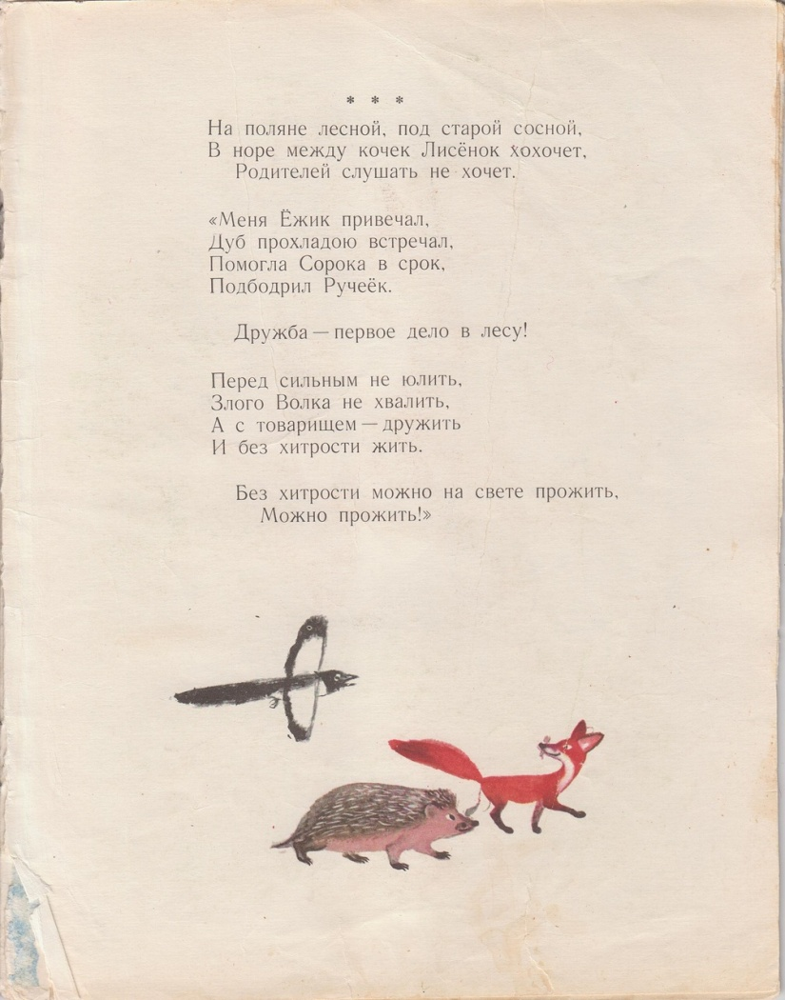 * * *
На поляне лесной, под старой сосной,
В норе между кочек Лисёнок хохочет,
Родителей слушать не хочет.
«Меня Ёжик привечал,
Дуб прохладою встречал,
Помогла Сорока в срок,
Подбодрил Ручеёк.
Дружба — первое дело в лесу!
Перед сильным не юлить,
Злого Волка не хвалить,
А с товарищем — дружить
И без хитрости жить.
Без хитрости можно на свете прожить,
Можно прожить!»